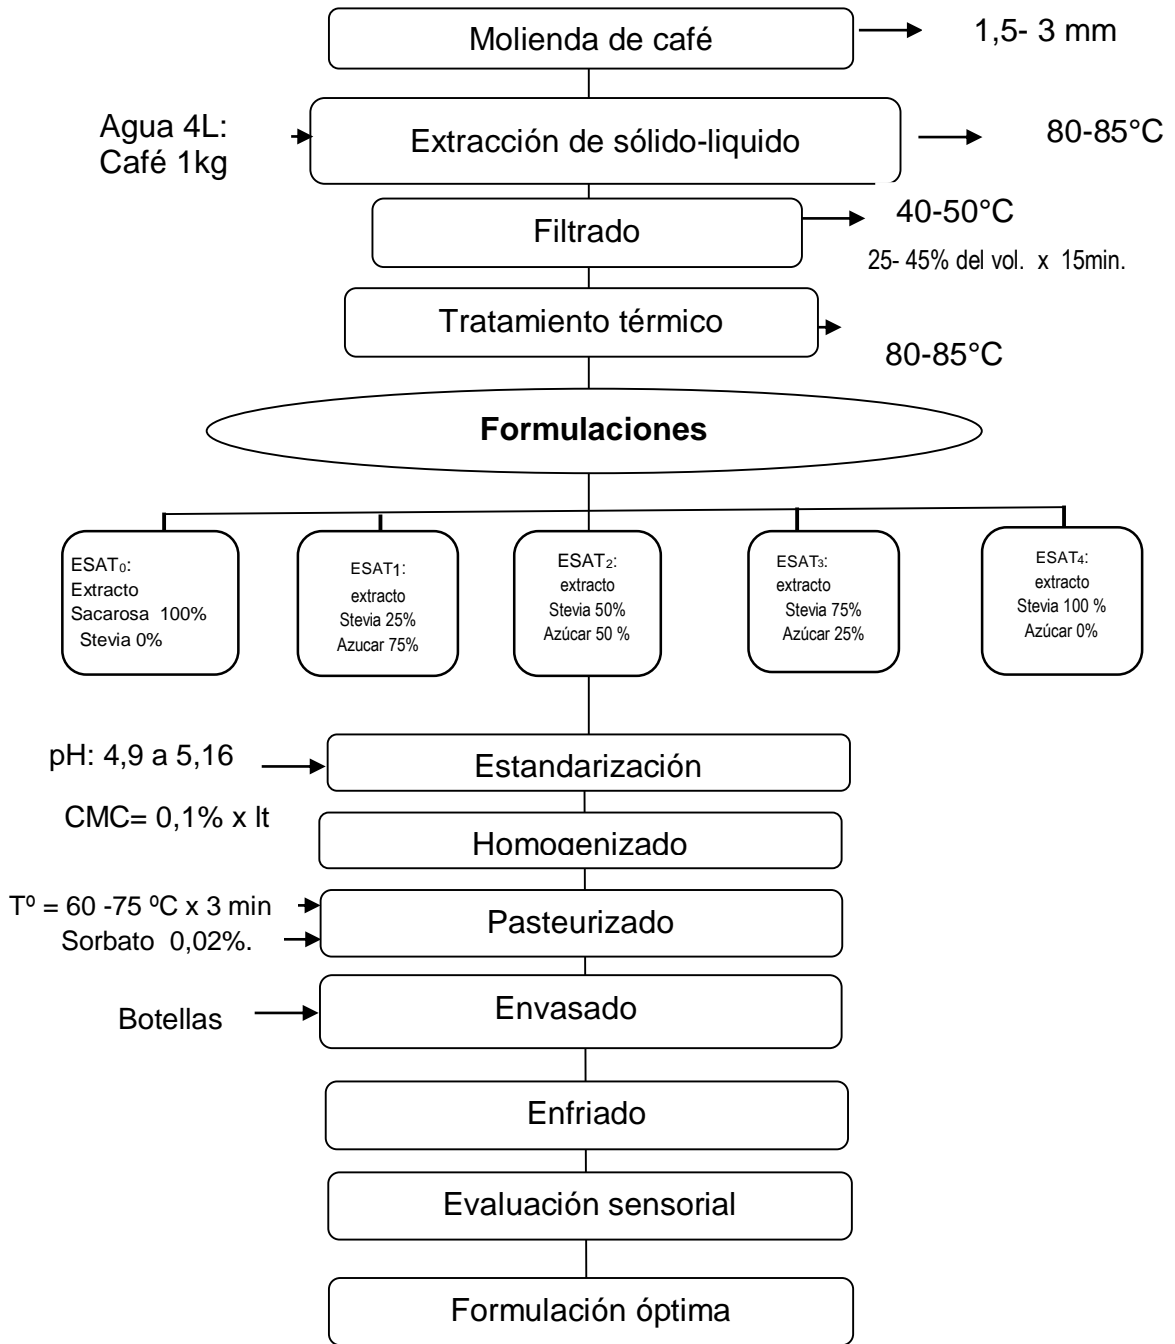 Molienda de café
1,5- 3 mm
Agua 4L:
Café 1kg
Extracción de sólido-liquido
80-85°C
Filtrado
40-50°C
25- 45% del vol. x 15min.
Tratamiento térmico
80-85°C
Formulaciones
ESAT₀:
Extracto
Sacarosa 100%
Stevia 0%
ESAT1:
extracto
Stevia 25%
Azucar 75%
ESAT₂:
extracto
Stevia 50%
Azúcar 50 %
ESAT₃:
extracto
Stevia 75%
Azúcar 25%
ESAT₄:
extracto
Stevia 100 %
Azúcar 0%
pH: 4,9 a 5,16
Estandarización
CMC= 0,1% x lt
Homogenizado
Tº = 60 -75 ºC x 3 min
Sorbato 0,02%.
Pasteurizado
Botellas
Envasado
Enfriado
Evaluación sensorial
Formulación óptima